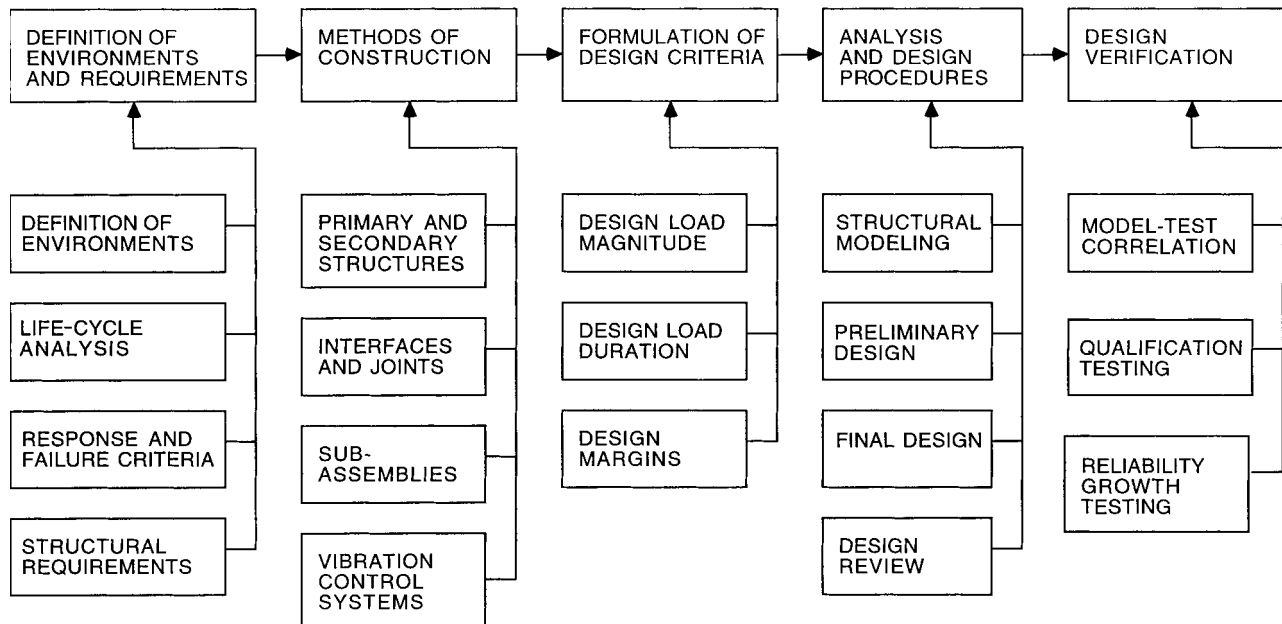 DEFINITION OF
ENVIRONMENTS
AND REQUIREMENTS
METHODS OF
CONSTRUCTION
FORMULATION OF
DESIGN CRITERIA
ANALYSIS
AND DESIGN
PROCEDURES
DESIGN
VERIFICATION
DEFINITION OF
ENVIRONMENTS
LIFE-CYCLE
ANALYSIS
RESPONSE AND
FAILURE CRITERIA
STRUCTURAL
REQUIREMENTS
PRIMARY AND
SECONDARY
STRUCTURES
INTERFACES
AND JOINTS
SUB-
ASSEMBLIES
VIBRATION
CONTROL
SYSTEMS
DESIGN LOAD
MAGNITUDE
DESIGN LOAD
DURATION
DESIGN
MARGINS
STRUCTURAL
MODELING
PRELIMINARY
DESIGN
FINAL DESIGN
DESIGN
REVIEW
MODEL-TEST
CORRELATION
QUALIFICATION
TESTING
RELIABILITY
GROWTH
TESTING